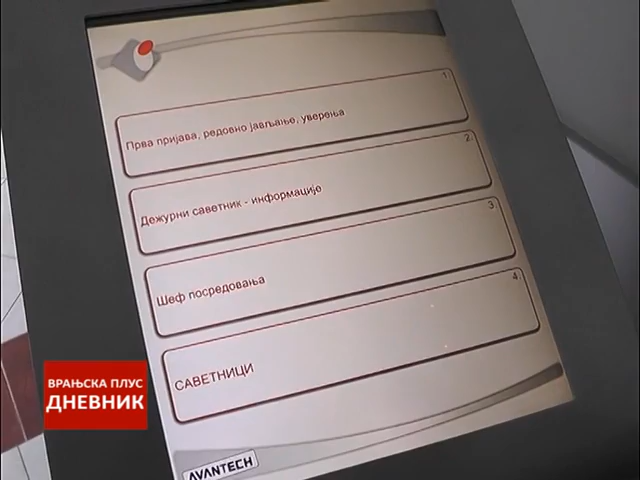 1
Прва пријава, редовно јављање, уверења
2
Дежурни саветник - информације
3
Шеф посредовања
4
САВЕТНИЦИ
AVANTECH
ВРАЊСКА ПЛУС
ДНЕВНИК